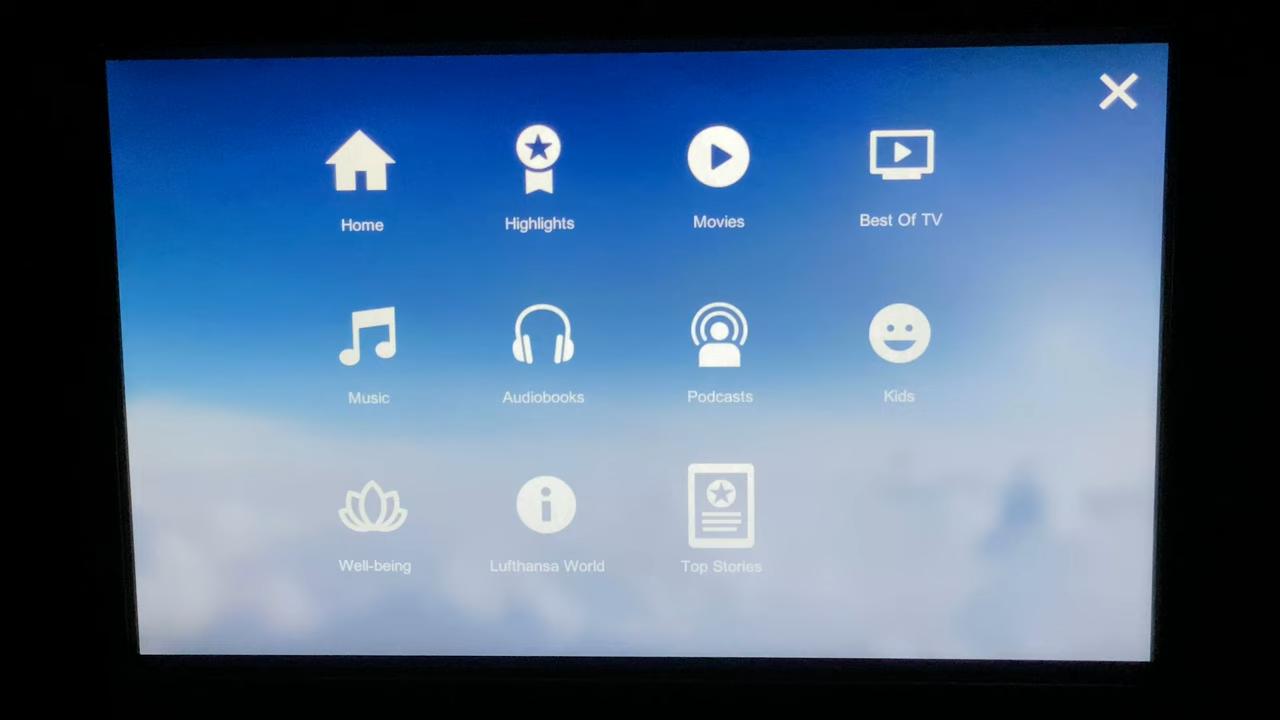 Home
Highlights
Movies
Best Of TV
Music
Audiobooks
Podcasts
Kids
Well-being
Lufthansa World
Top Stories